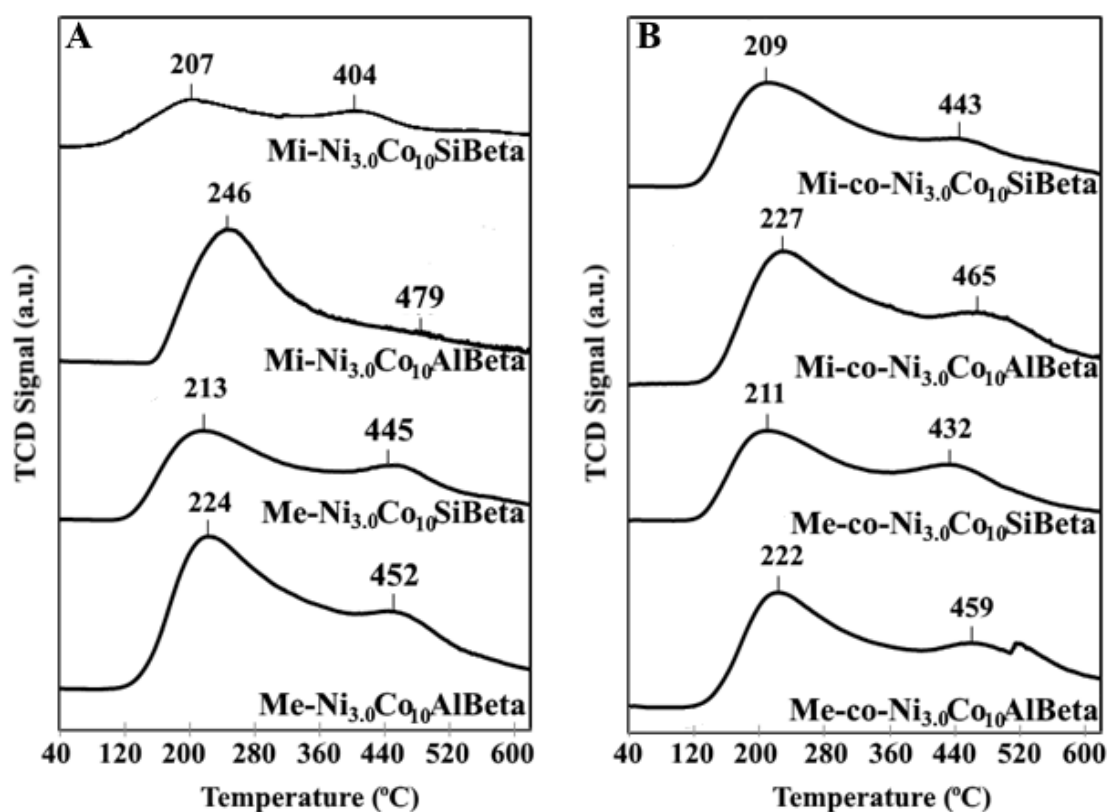 A
207
404
Mi-Ni3.0Co10SiBeta
246
479
Mi-Ni3.0Co10AlBeta
213
445
Me-Ni3.0Co10SiBeta
224
452
Me-Ni3.0Co10AlBeta
TCD Signal (a.u.)
40 120 200 280 360 440 520 600
Temperature (ºC)
B
209
443
Mi-co-Ni3.0Co10SiBeta
227
465
Mi-co-Ni3.0Co10AlBeta
211
432
Me-co-Ni3.0Co10SiBeta
222
459
Me-co-Ni3.0Co10AlBeta
TCD Signal (a.u.)
40 120 200 280 360 440 520 600
Temperature (ºC)